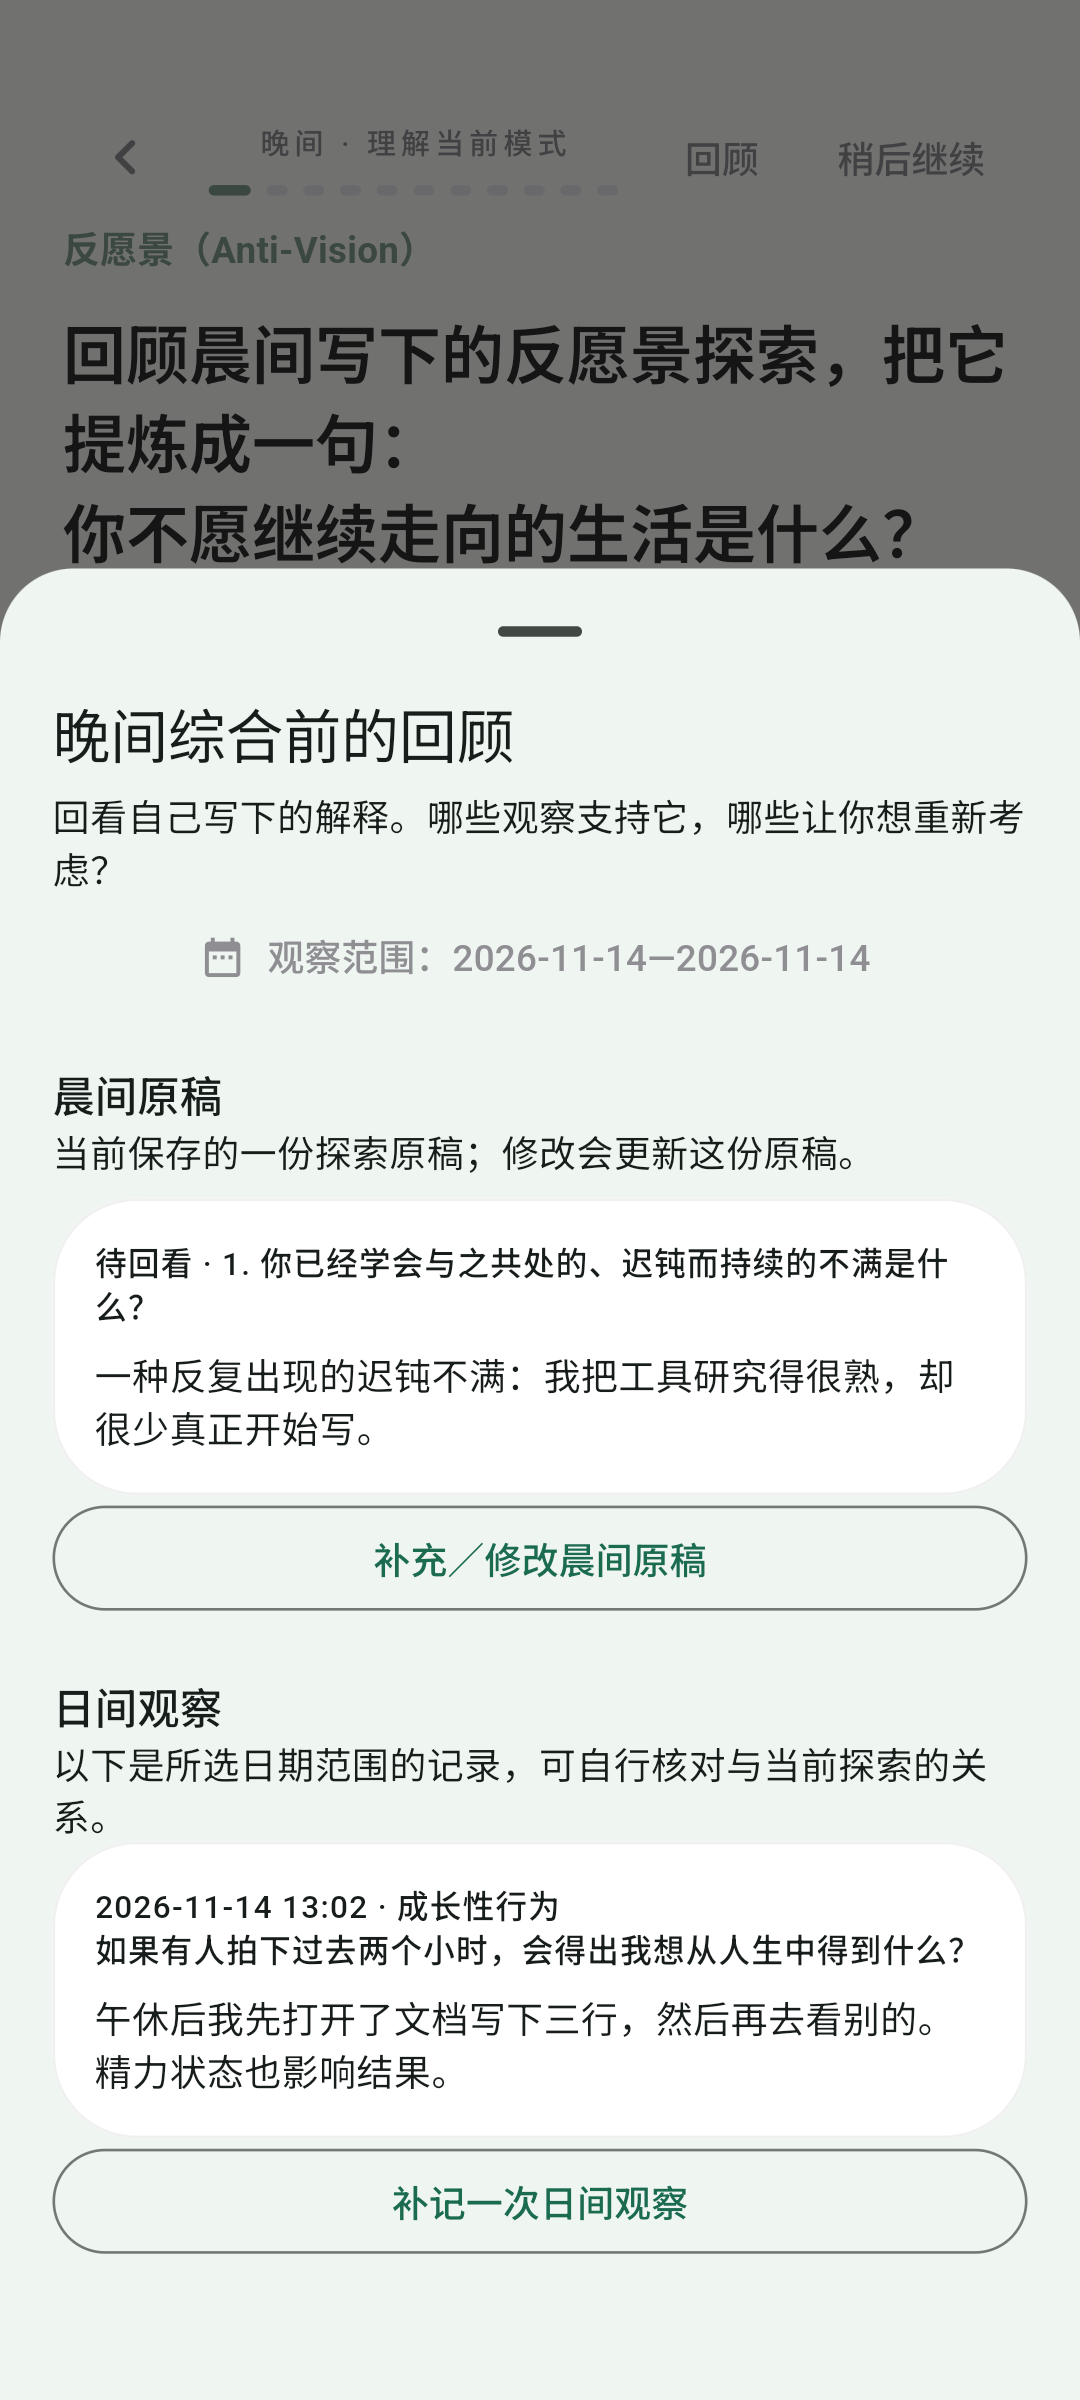 晚间 · 理解当前模式
回顾
稍后继续
反愿景（Anti-Vision）
回顾晨间写下的反愿景探索，把它
提炼成一句：
你不愿继续走向的生活是什么？
晚间综合前的回顾
回看自己写下的解释。哪些观察支持它，哪些让你想重新考
虑？
观察范围：2026-11-14—2026-11-14
晨间原稿
当前保存的一份探索原稿；修改会更新这份原稿。
待回看 · 1. 你已经学会与之共处的、迟钝而持续的不满是什
么？
一种反复出现的迟钝不满：我把工具研究得很熟，却
很少真正开始写。
补充／修改晨间原稿
日间观察
以下是所选日期范围的记录，可自行核对与当前探索的关
系。
2026-11-14 13:02 · 成长性行为
如果有人拍下过去两个小时，会得出我想从人生中得到什么？
午休后我先打开了文档写下三行，然后再去看别的。
精力状态也影响结果。
补记一次日间观察